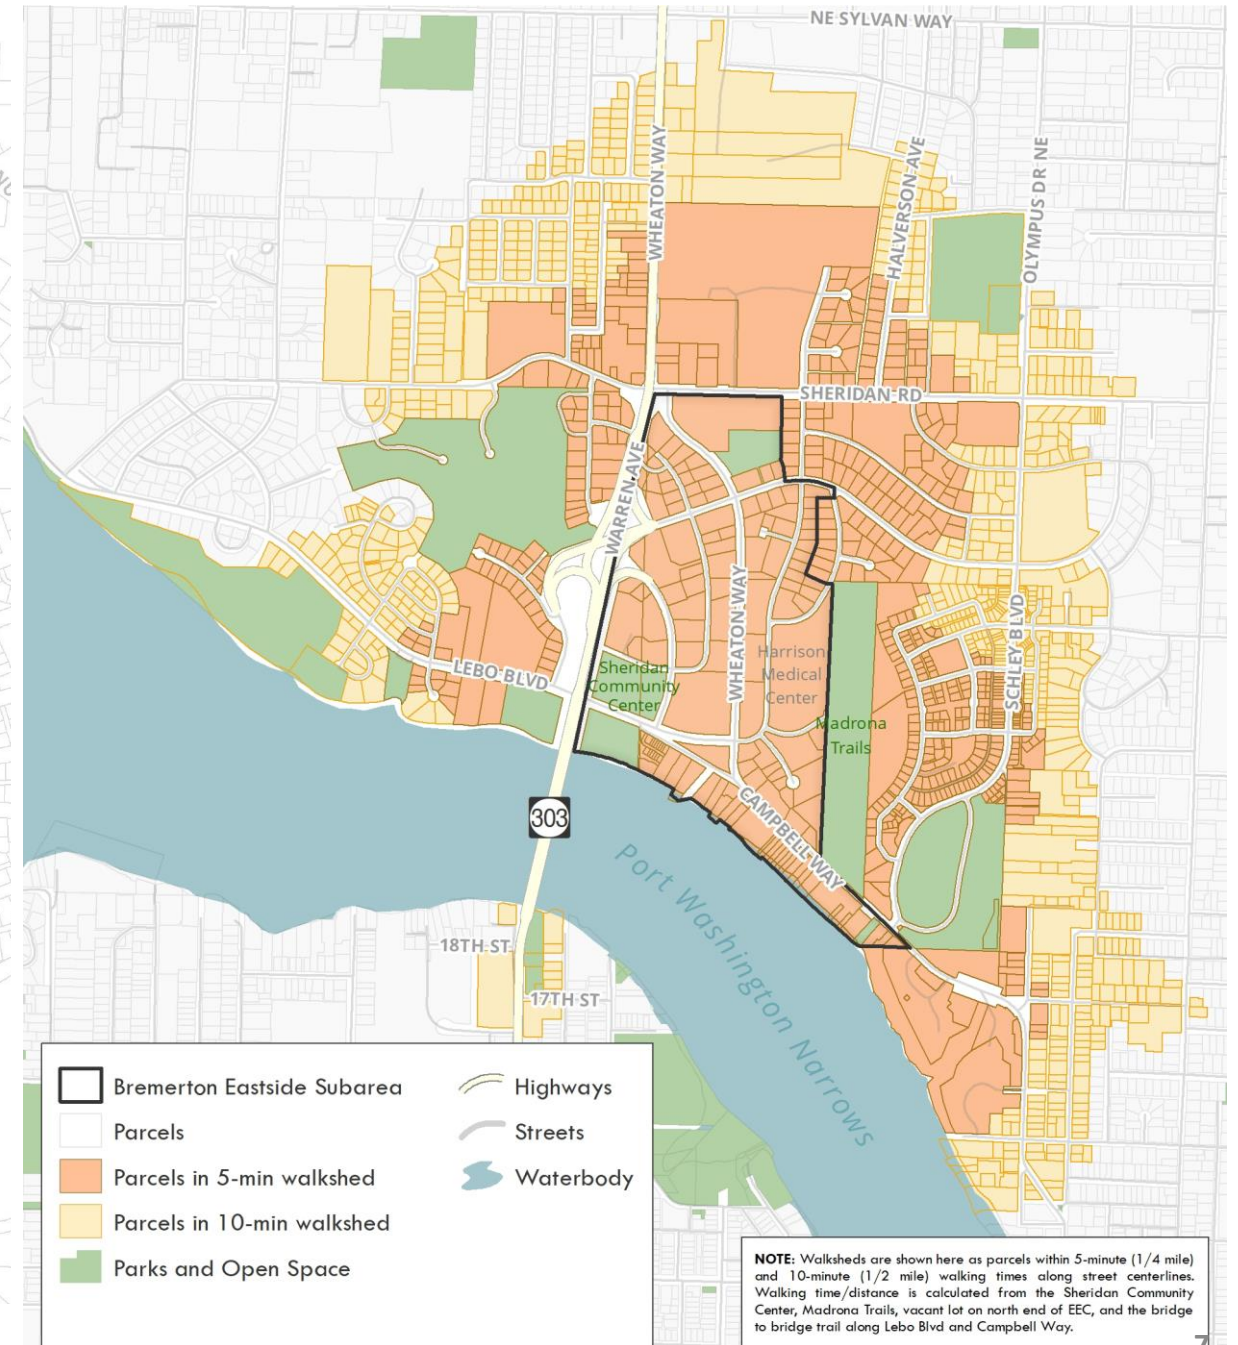 NE SYLVAN WAY
WHEATON WAY
HALVERSON AVE
OLYMPUS DR NE
SHERIDAN RD
WARREN AVE
WHEATON WAY
SCHLEY BLVD
LEBO BLVD
Sheridan
Community
Center
Harrison
Medical
Center
Madrona
Trails
CAMPBELL WAY
303
Port Washington Narrows
18TH ST
17TH ST
Bremerton Eastside Subarea
Parcels
Parcels in 5-min walkshed
Parcels in 10-min walkshed
Parks and Open Space
Highways
Streets
Waterbody
NOTE: Walksheds are shown here as parcels within 5-minute (1/4 mile)
and 10-minute (1/2 mile) walking times along street centerlines.
Walking time/distance is calculated from the Sheridan Community
Center, Madrona Trails, vacant lot on north end of EEC, and the bridge
to bridge trail along Lebo Blvd and Campbell Way.
7